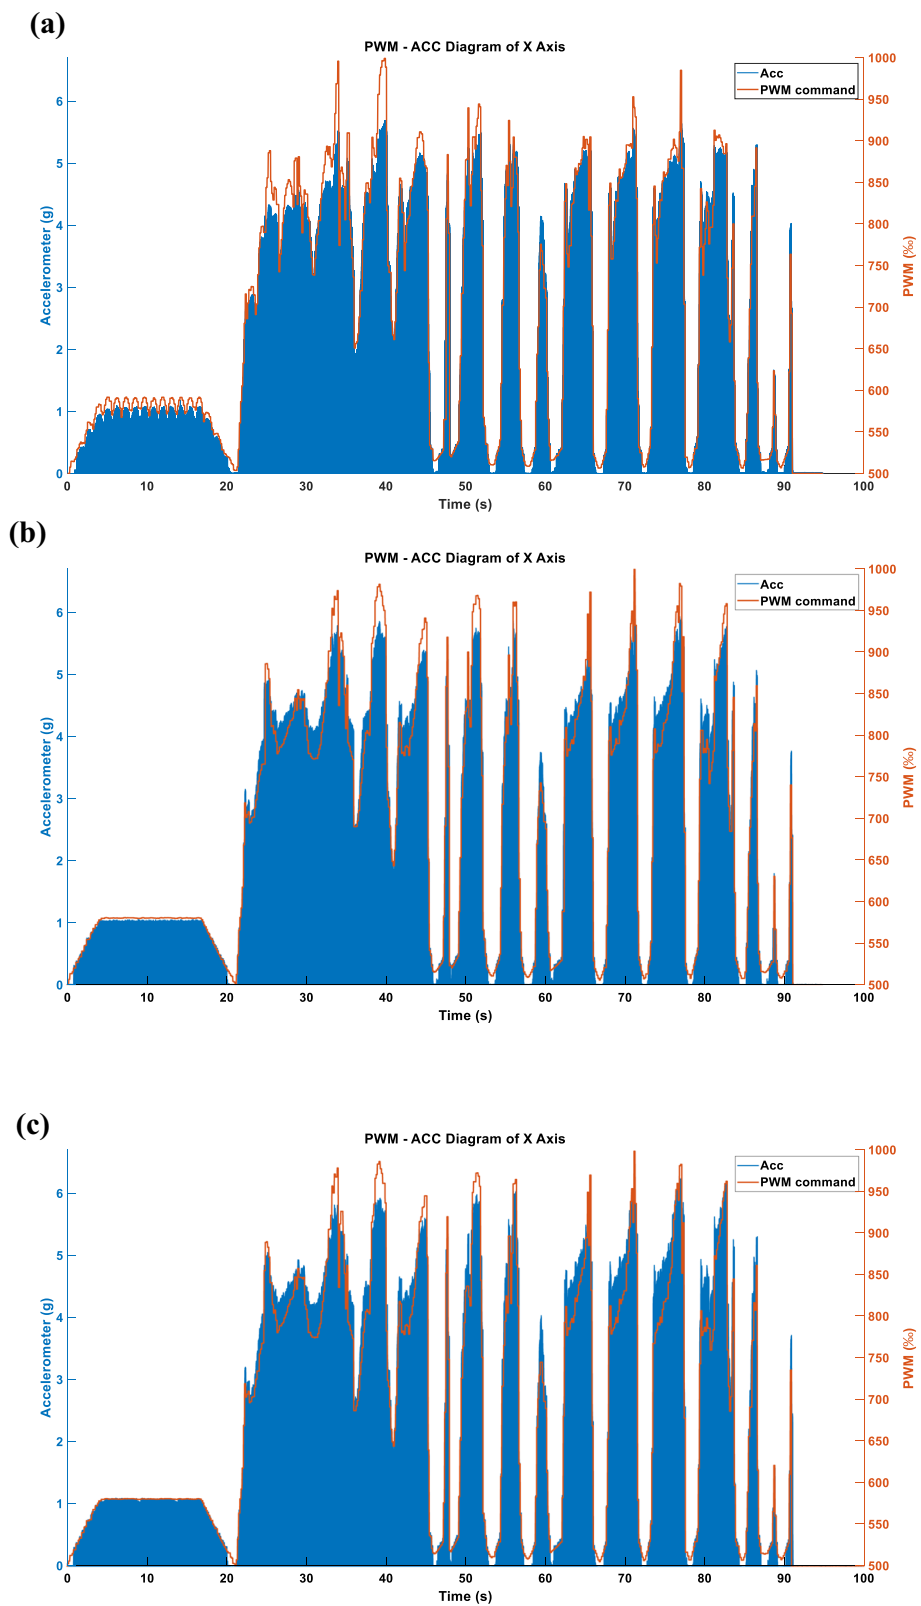 (a)
PWM - ACC Diagram of X Axis
Acc
PWM command
Accelerometer (g)
0 1 2 3 4 5 6
PWM (‰)
500 550 600 650 700 750 800 850 900 950 1000
0 10 20 30 40 50 60 70 80 90 100
Time (s)
(b)
PWM - ACC Diagram of X Axis
Acc
PWM command
Accelerometer (g)
0 1 2 3 4 5 6
PWM (‰)
500 550 600 650 700 750 800 850 900 950 1000
0 10 20 30 40 50 60 70 80 90 100
Time (s)
(c)
PWM - ACC Diagram of X Axis
Acc
PWM command
Accelerometer (g)
0 1 2 3 4 5 6
PWM (‰)
500 550 600 650 700 750 800 850 900 950 1000
0 10 20 30 40 50 60 70 80 90 100
Time (s)